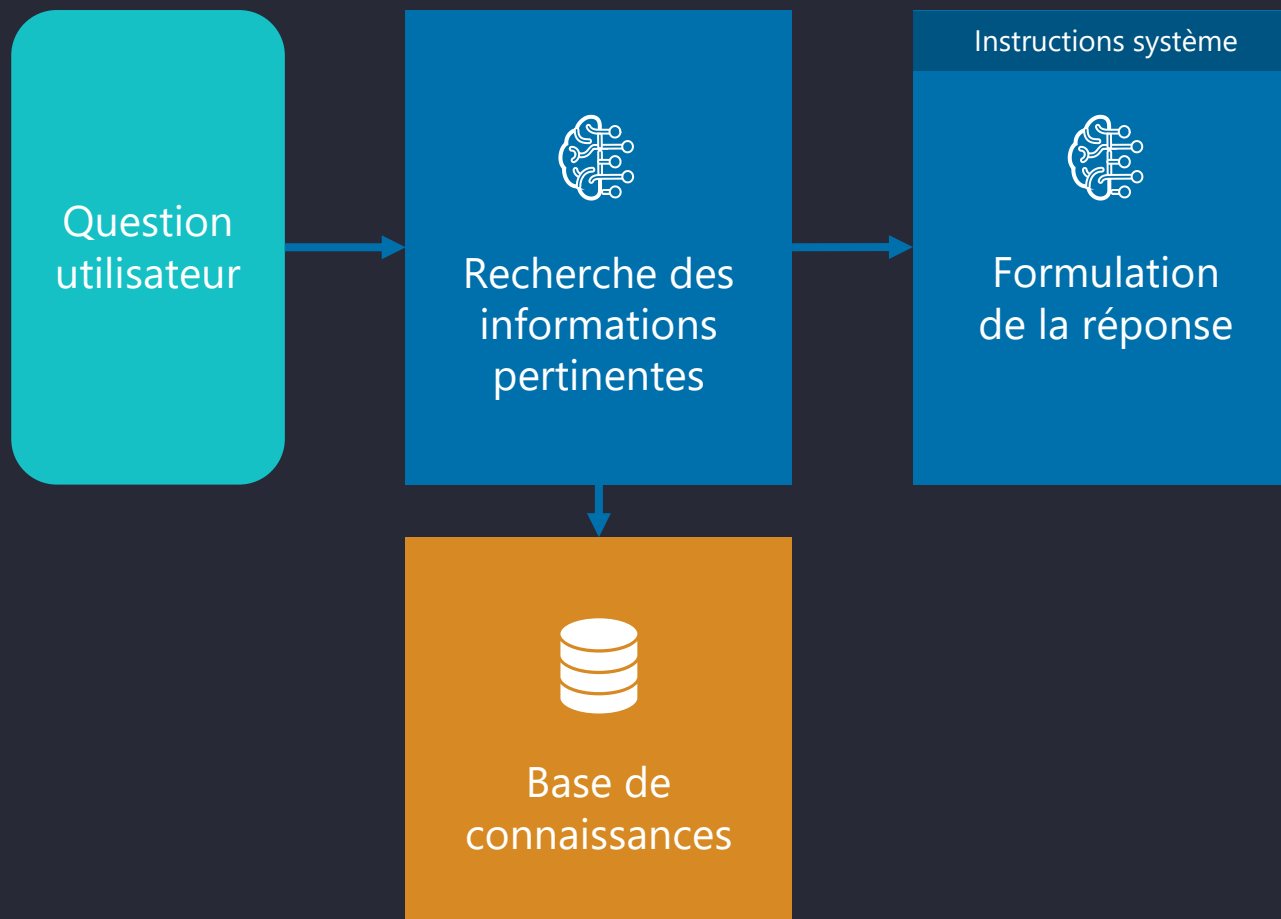 Question
utilisateur
Recherche des
informations
pertinentes
Instructions système
Formulation
de la réponse
Base de
connaissances